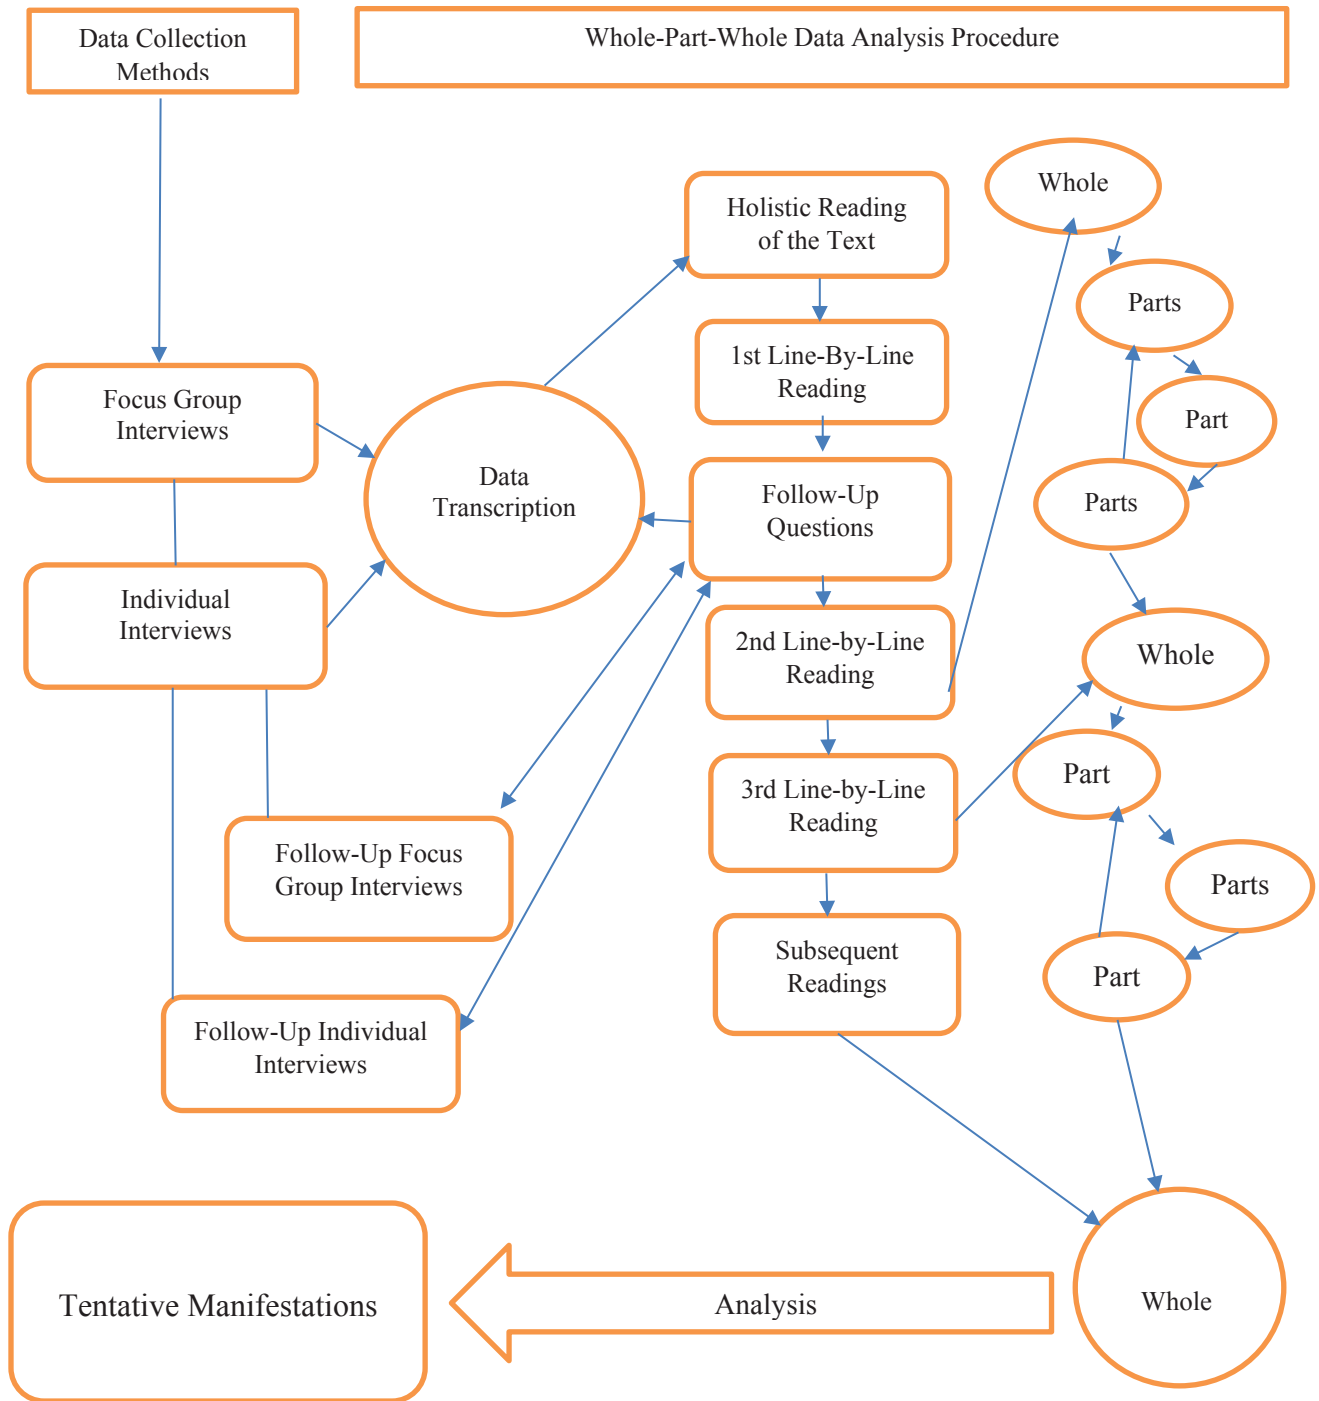 Data Collection
Methods
Whole-Part-Whole Data Analysis Procedure
Whole
Holistic Reading
of the Text
Parts
1st Line-By-Line
Reading
Focus Group
Interviews
Part
Data
Transcription
Follow-Up
Questions
Parts
Individual
Interviews
2nd Line-by-Line
Reading
Whole
3rd Line-by-Line
Reading
Part
Follow-Up Focus
Group Interviews
Parts
Subsequent
Readings
Part
Follow-Up Individual
Interviews
Tentative Manifestations
Analysis
Whole